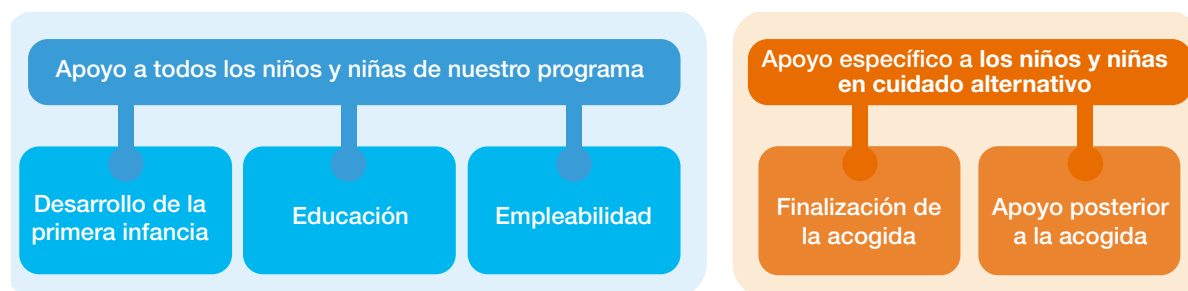 Apoyo a todos los niños y niñas de nuestro programa
Desarrollo de la
primera infancia
Educación
Empleabilidad
Apoyo específico a los niños y niñas
en cuidado alternativo
Finalización de
la acogida
Apoyo posterior
a la acogida